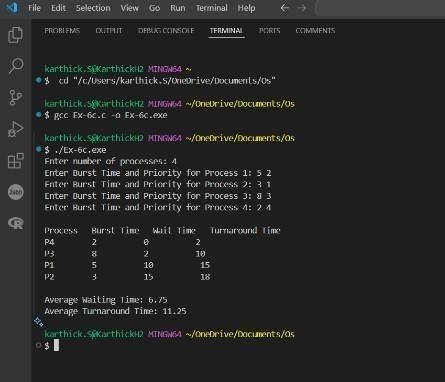 File Edit Selection View Go Run Terminal Help
PROBLEMS OUTPUT DEBUG CONSOLE TERMINAL PORTS COMMENTS
karthick.S@KarthickH2 MINGW64 ~
$ cd "/c/Users/karthick.S/OneDrive/Documents/Os"
karthick.S@KarthickH2 MINGW64 ~/OneDrive/Documents/Os
$ gcc Ex-6c.c -o Ex-6c.exe
karthick.S@KarthickH2 MINGW64 ~/OneDrive/Documents/Os
$ ./Ex-6c.exe
Enter number of processes: 4
Enter Burst Time and Priority for Process 1: 5 2
Enter Burst Time and Priority for Process 2: 3 1
Enter Burst Time and Priority for Process 3: 8 3
Enter Burst Time and Priority for Process 4: 2 4
Process Burst Time Wait Time Turnaround Time
P4 2 0 2
P3 8 2 10
P1 5 10 15
P2 3 15 18
Average Waiting Time: 6.75
Average Turnaround Time: 11.25
karthick.S@KarthickH2 MINGW64 ~/OneDrive/Documents/Os
$